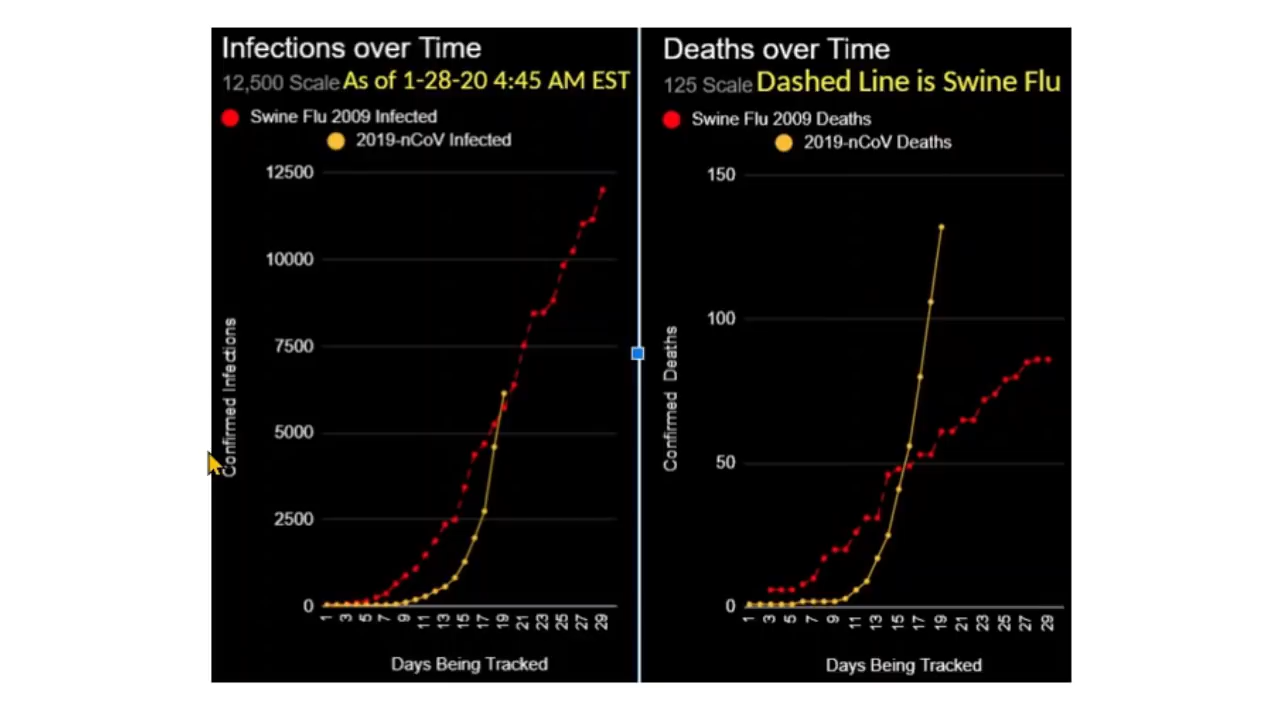 Infections over Time
12,500 Scale As of 1-28-20 4:45 AM EST
Swine Flu 2009 Infected
2019-nCoV Infected
12500
10000
7500
5000
2500
0
Confirmed Infections
1 3 5 7 9 11 13 15 17 19 21 23 25 27 29
Days Being Tracked
Deaths over Time
125 Scale Dashed Line is Swine Flu
Swine Flu 2009 Deaths
2019-nCoV Deaths
150
100
50
0
Confirmed Deaths
1 3 5 7 9 11 13 15 17 19 21 23 25 27 29
Days Being Tracked